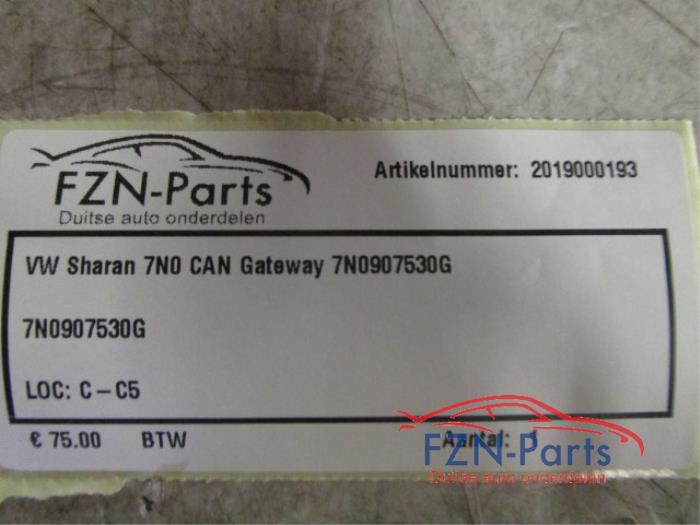 FZN-Parts
Duitse auto onderdelen
Artikelnummer: 2019000193
VW Sharan 7N0 CAN Gateway 7N0907530G
7N0907530G
LOC: C-C5
€ 75.00 BTW Aantal: 1
FZN-Parts
Duitse auto onderdelen